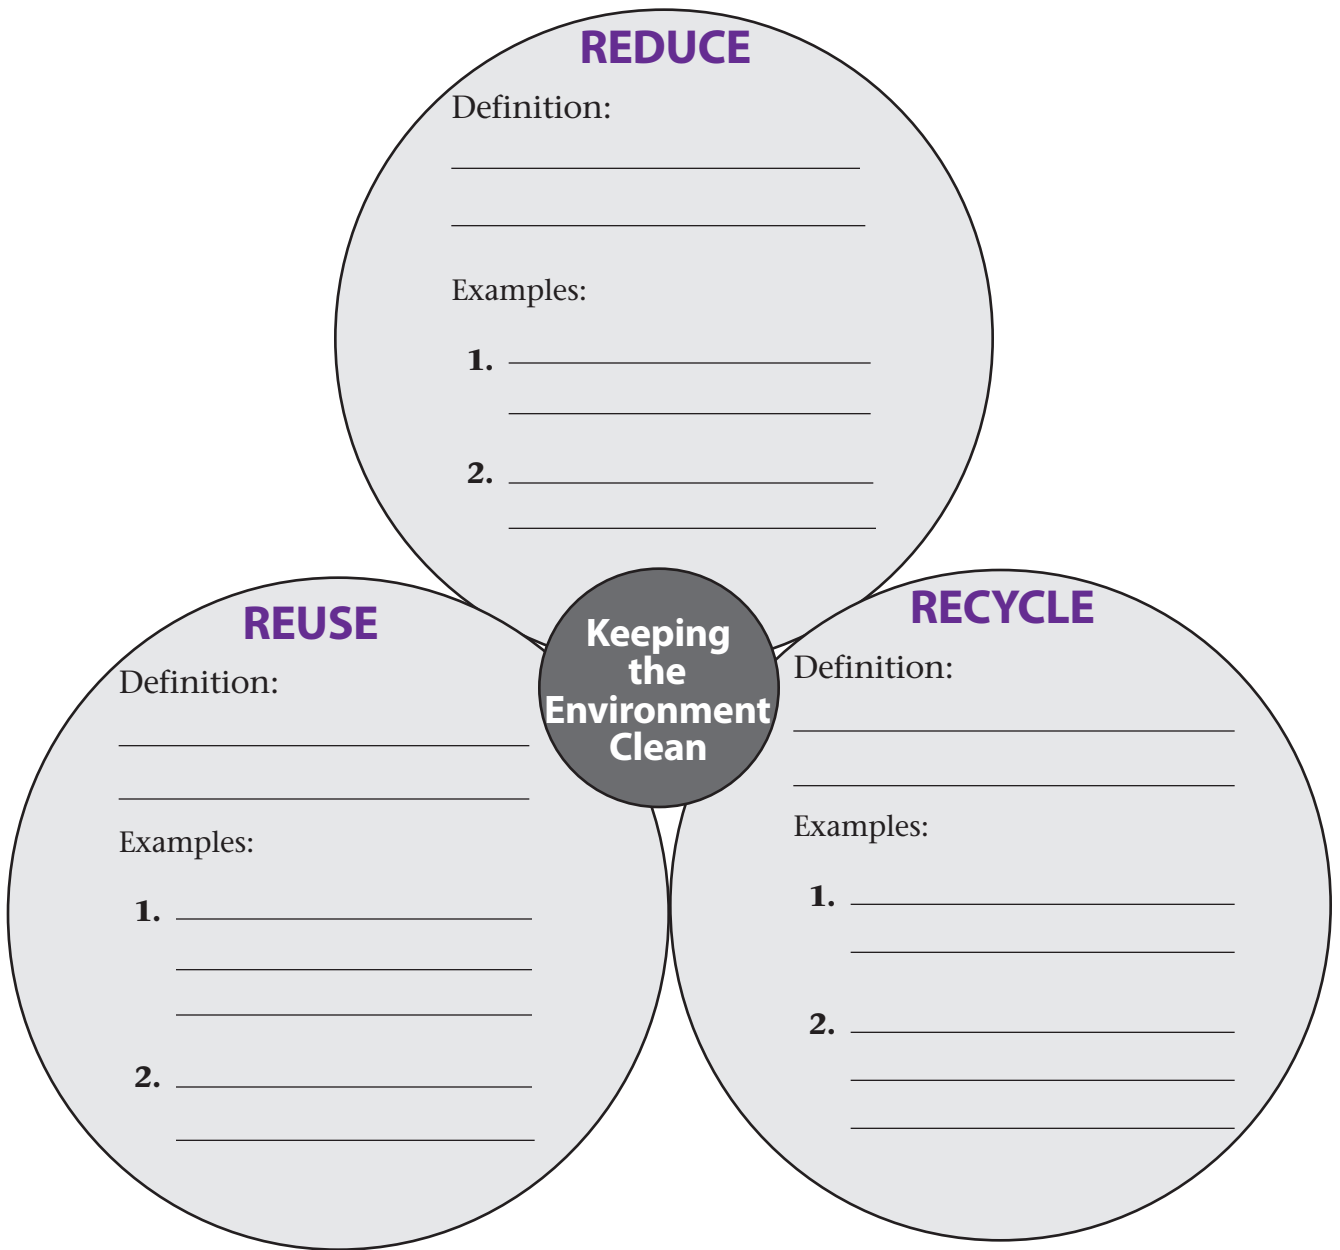 REDUCE
Definition:
Examples:
1.
2.
REUSE
Definition:
Examples:
1.
2.
Keeping
the
Environment
Clean
RECYCLE
Definition:
Examples:
1.
2.